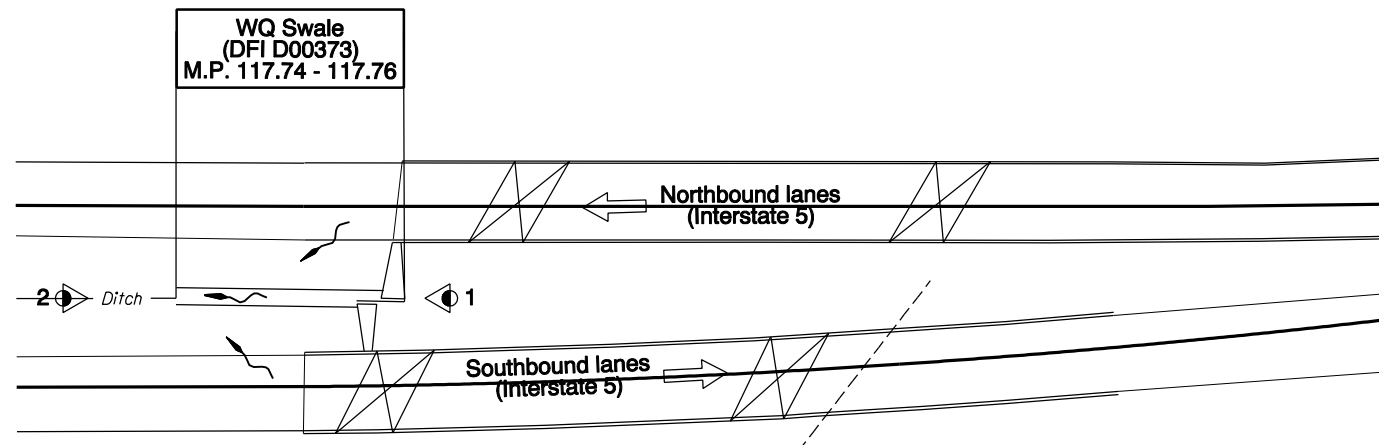 WQ Swale
(DFI D00373)
M.P. 117.74 - 117.76
Northbound lanes
(Interstate 5)
2
Ditch
1
Southbound lanes
(Interstate 5)